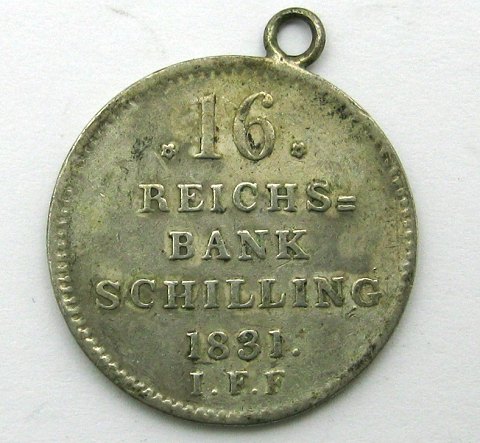 .16.
REICHS=
BANK
SCHILLING
1831.
I.F.F